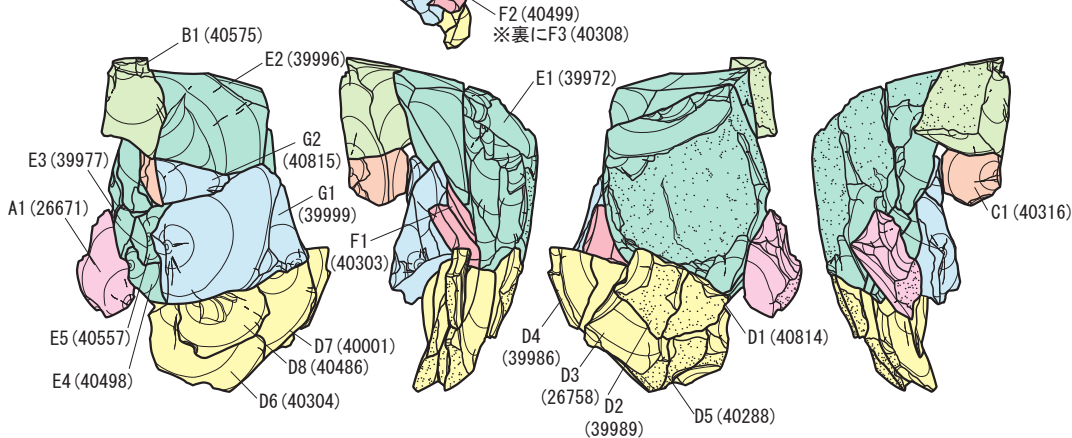 F2(40499)
※裏にF3(40308)
B1(40575)
E2(39996)
E1(39972)
G2
(40815)
E3(39977)
G1
(39999)
A1(26671)
F1
(40303)
C1(40316)
E5(40557)
D7(40001)
D8(40486)
E4(40498)
D6(40304)
D4
(39986)
D3
(26758)
D2
(39989)
D1(40814)
D5(40288)